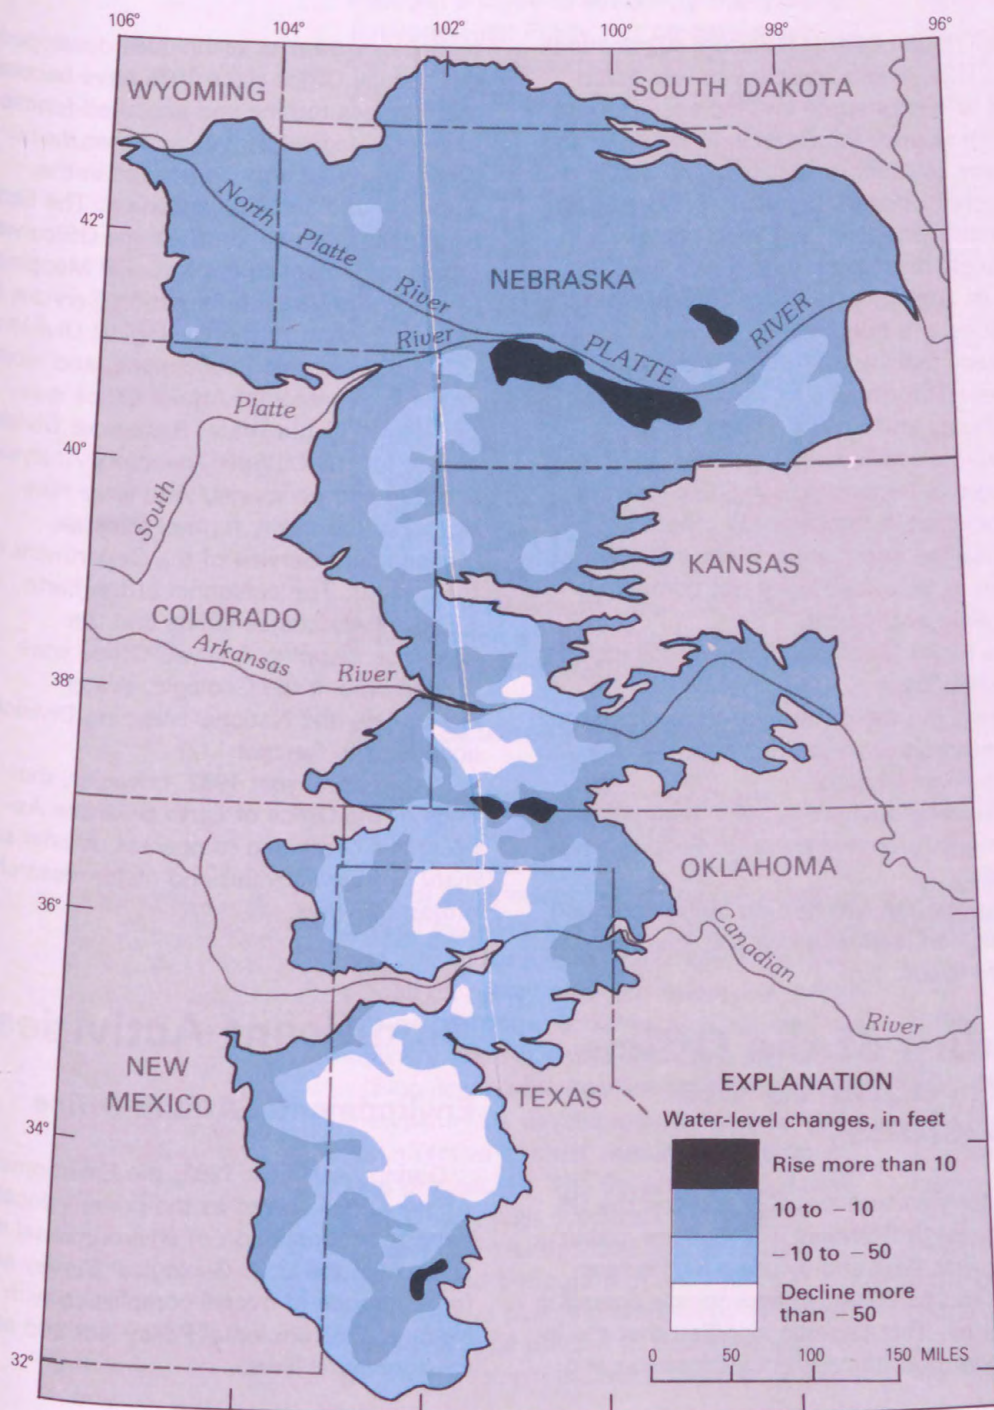 106°
104°
102°
100°
98°
96°
WYOMING
SOUTH DAKOTA
42°
North Platte River
NEBRASKA
River
PLATTE RIVER
South Platte
40°
KANSAS
COLORADO
Arkansas River
38°
OKLAHOMA
36°
Canadian River
NEW
MEXICO
TEXAS
34°
32°
EXPLANATION
Water-level changes, in feet
Rise more than 10
10 to −10
−10 to −50
Decline more
than −50
0 50 100 150 MILES